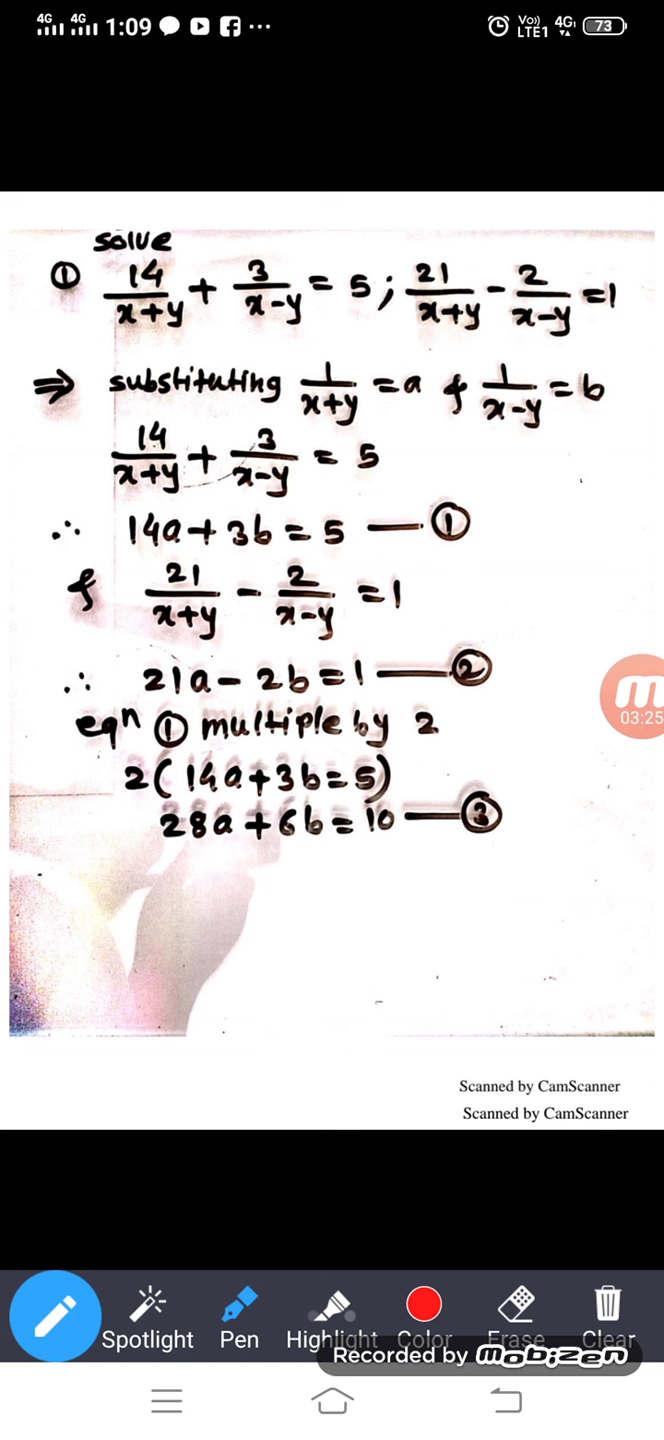 4G 4G 1:09 ... Vo)) LTE1 4G 73
solve
① 14/x+y + 3/x-y = 5; 21/x+y - 2/x-y = 1
⇒ substituting 1/x+y = a & 1/x-y = b
14/x+y + 3/x-y = 5
∴ 14a + 3b = 5 — ①
& 21/x+y - 2/x-y = 1
∴ 21a - 2b = 1 — ②
03:25
eqn ① multiple by 2
2(14a + 3b = 5)
28a + 6b = 10 — ③
Scanned by CamScanner
Scanned by CamScanner
Spotlight Pen Highlight Color Erase Clear
Recorded by mobizen